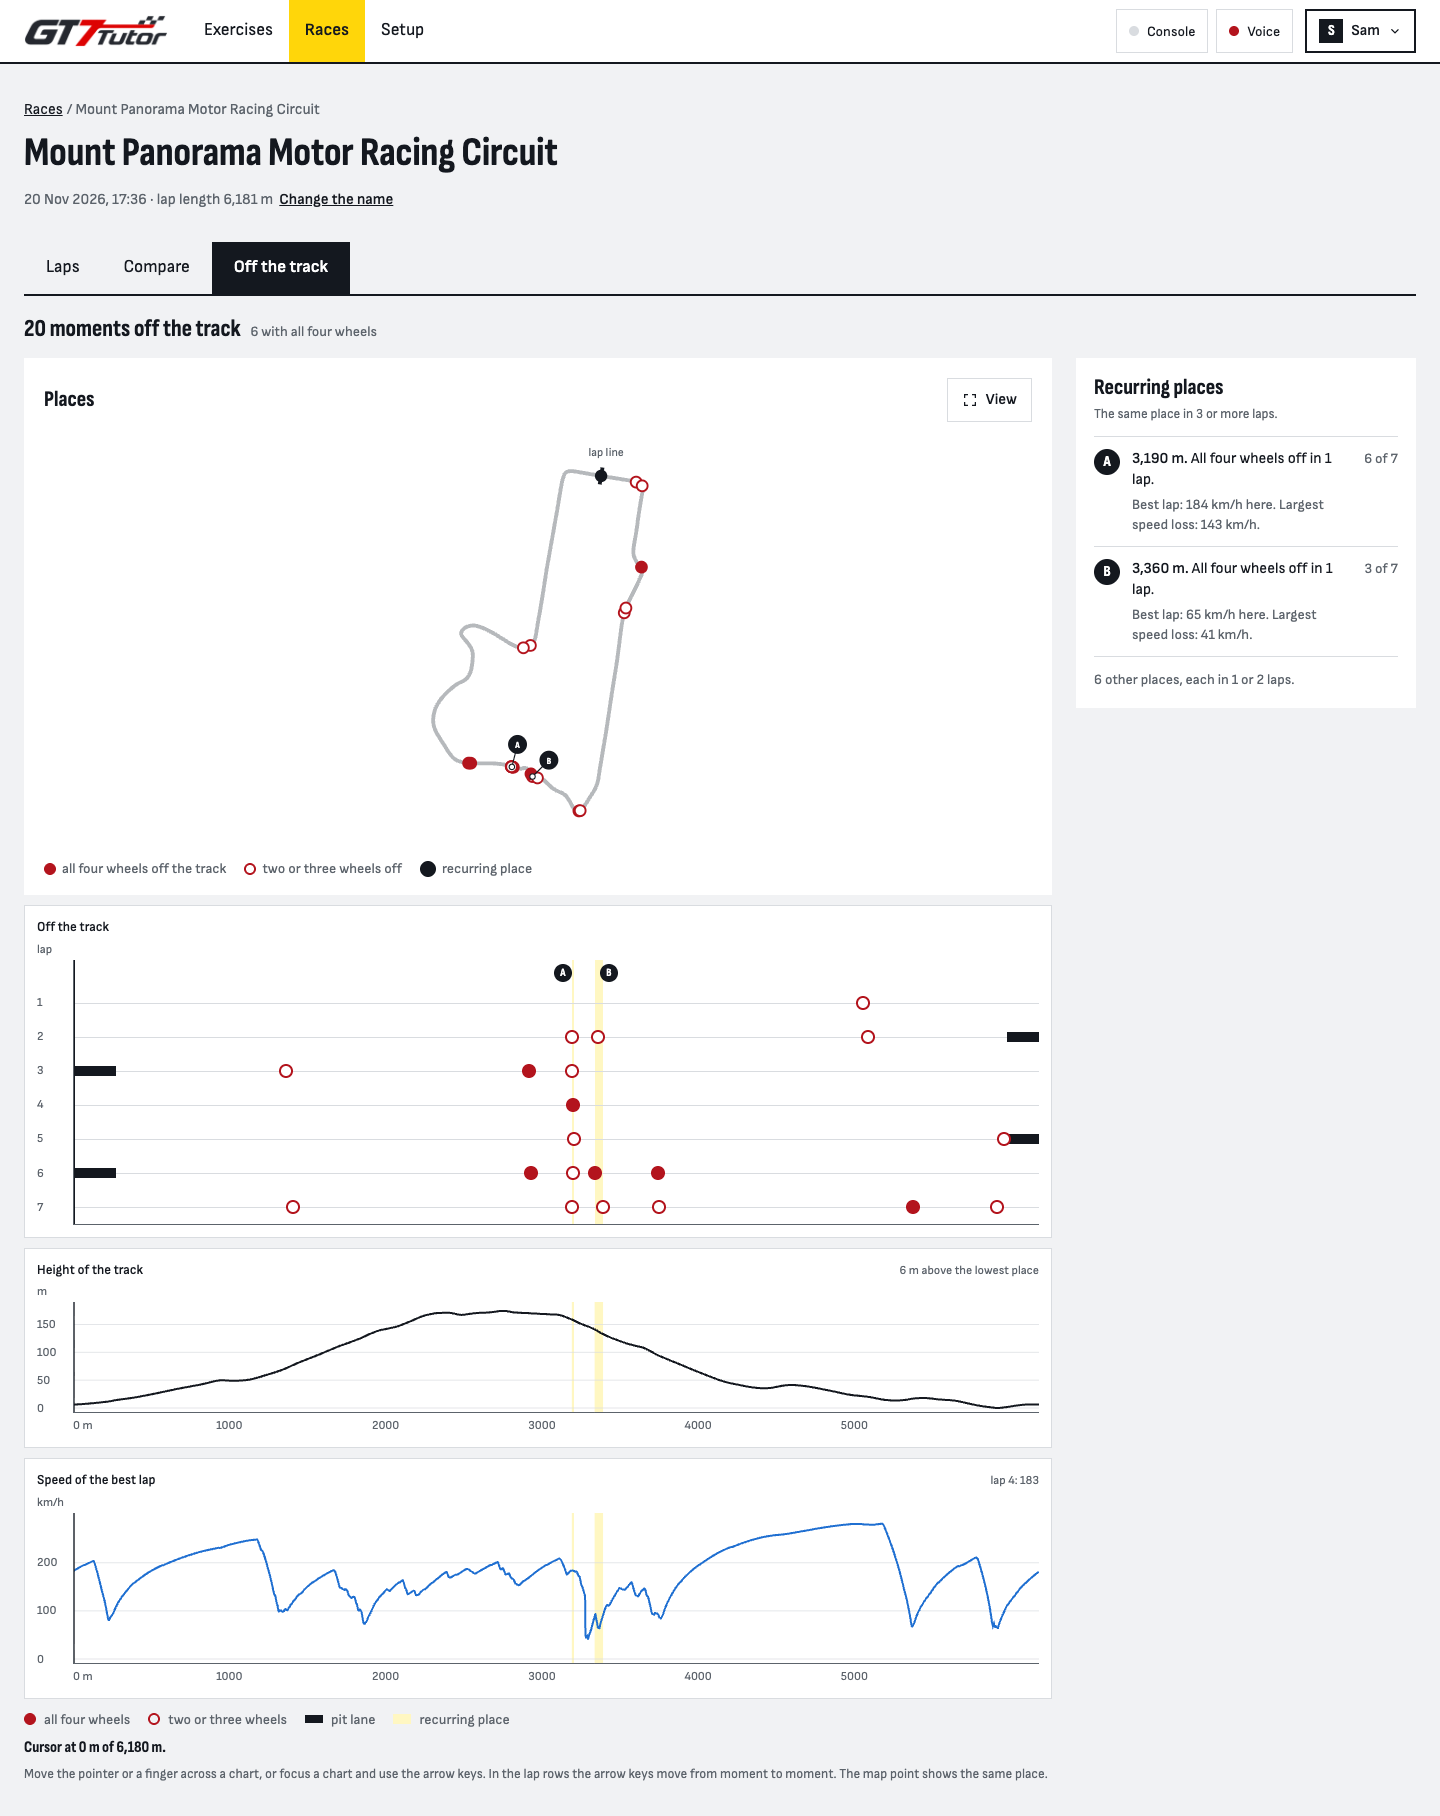 GT7Tutor
Exercises
Races
Setup
Console
Voice
S
Sam
Races / Mount Panorama Motor Racing Circuit
Mount Panorama Motor Racing Circuit
20 Nov 2026, 17:36 · lap length 6,181 m Change the name
Laps
Compare
Off the track
20 moments off the track 6 with all four wheels
Places
View
lap line
A
B
all four wheels off the track
two or three wheels off
recurring place
Recurring places
The same place in 3 or more laps.
A
3,190 m. All four wheels off in 1
lap.
6 of 7
Best lap: 184 km/h here. Largest
speed loss: 143 km/h.
B
3,360 m. All four wheels off in 1
lap.
3 of 7
Best lap: 65 km/h here. Largest
speed loss: 41 km/h.
6 other places, each in 1 or 2 laps.
Off the track
lap
A
B
1
2
3
4
5
6
7
Height of the track
6 m above the lowest place
m
150
100
50
0
0 m
1000
2000
3000
4000
5000
Speed of the best lap
lap 4: 183
km/h
200
100
0
0 m
1000
2000
3000
4000
5000
all four wheels
two or three wheels
pit lane
recurring place
Cursor at 0 m of 6,180 m.
Move the pointer or a finger across a chart, or focus a chart and use the arrow keys. In the lap rows the arrow keys move from moment to moment. The map point shows the same place.